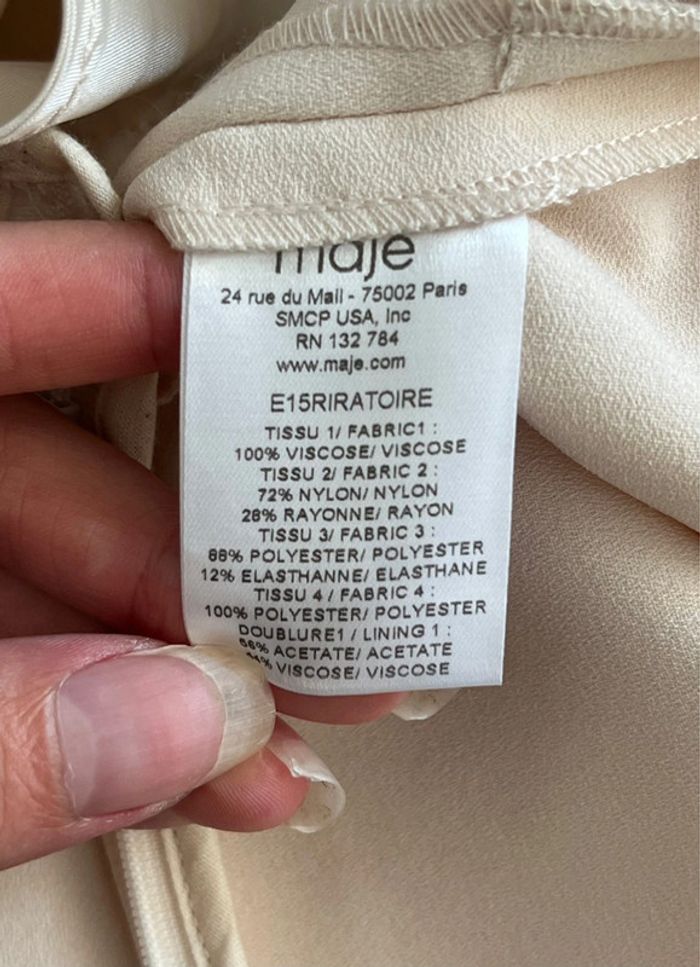 maje
24 rue du Mail - 75002 Paris
SMCP USA, Inc
RN 132 784
www.maje.com
E15RIRATOIRE
TISSU 1/ FABRIC1 :
100% VISCOSE/ VISCOSE
TISSU 2/ FABRIC 2 :
72% NYLON/ NYLON
28% RAYONNE/ RAYON
TISSU 3/ FABRIC 3 :
88% POLYESTER/ POLYESTER
12% ELASTHANNE/ ELASTHANE
TISSU 4 / FABRIC 4 :
100% POLYESTER/ POLYESTER
DOUBLURE1 / LINING 1 :
56% ACETATE/ ACETATE
VISCOSE/ VISCOSE